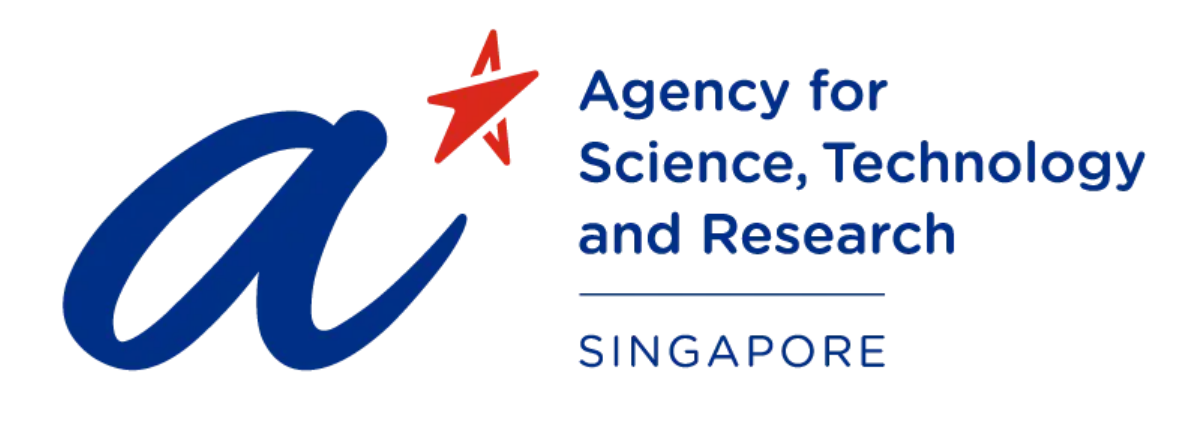 a
Agency for
Science, Technology
and Research
SINGAPORE